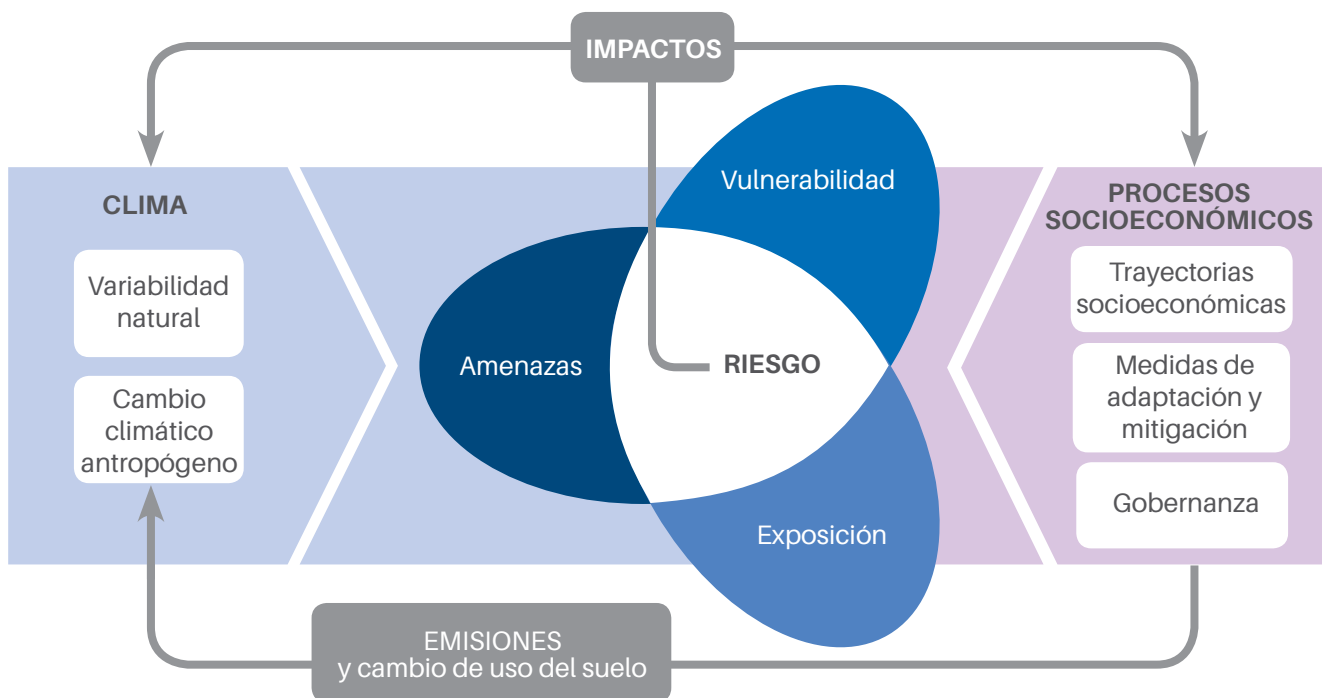 IMPACTOS
CLIMA
Variabilidad
natural
Cambio
climático
antropógeno
Vulnerabilidad
Amenazas
RIESGO
Exposición
PROCESOS
SOCIOECONÓMICOS
Trayectorias
socioeconómicas
Medidas de
adaptación y
mitigación
Gobernanza
EMISIONES
y cambio de uso del suelo